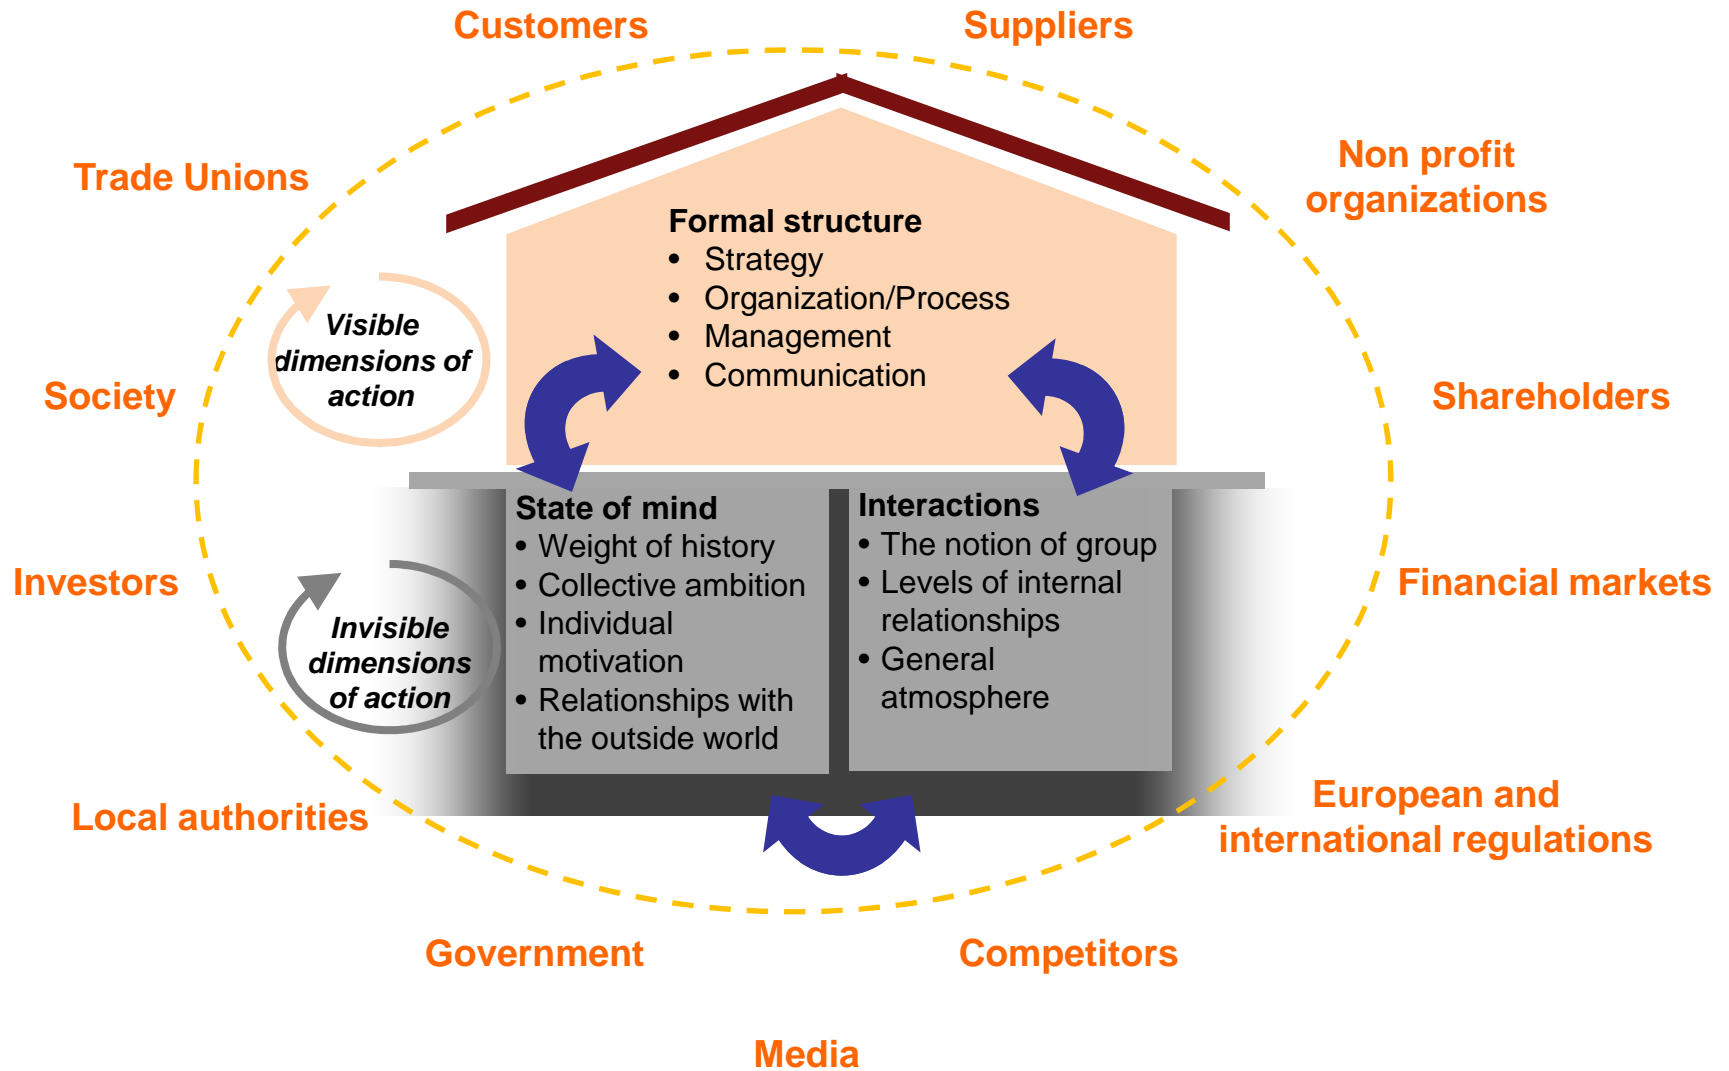 Customers
Suppliers
Trade Unions
Non profit
organizations
Formal structure
• Strategy
• Organization/Process
• Management
• Communication
Visible
dimensions of
action
Society
Shareholders
State of mind
• Weight of history
• Collective ambition
• Individual
motivation
• Relationships with
the outside world
Interactions
• The notion of group
• Levels of internal
relationships
• General
atmosphere
Investors
Financial markets
Invisible
dimensions
of action
Local authorities
European and
international regulations
Government
Competitors
Media